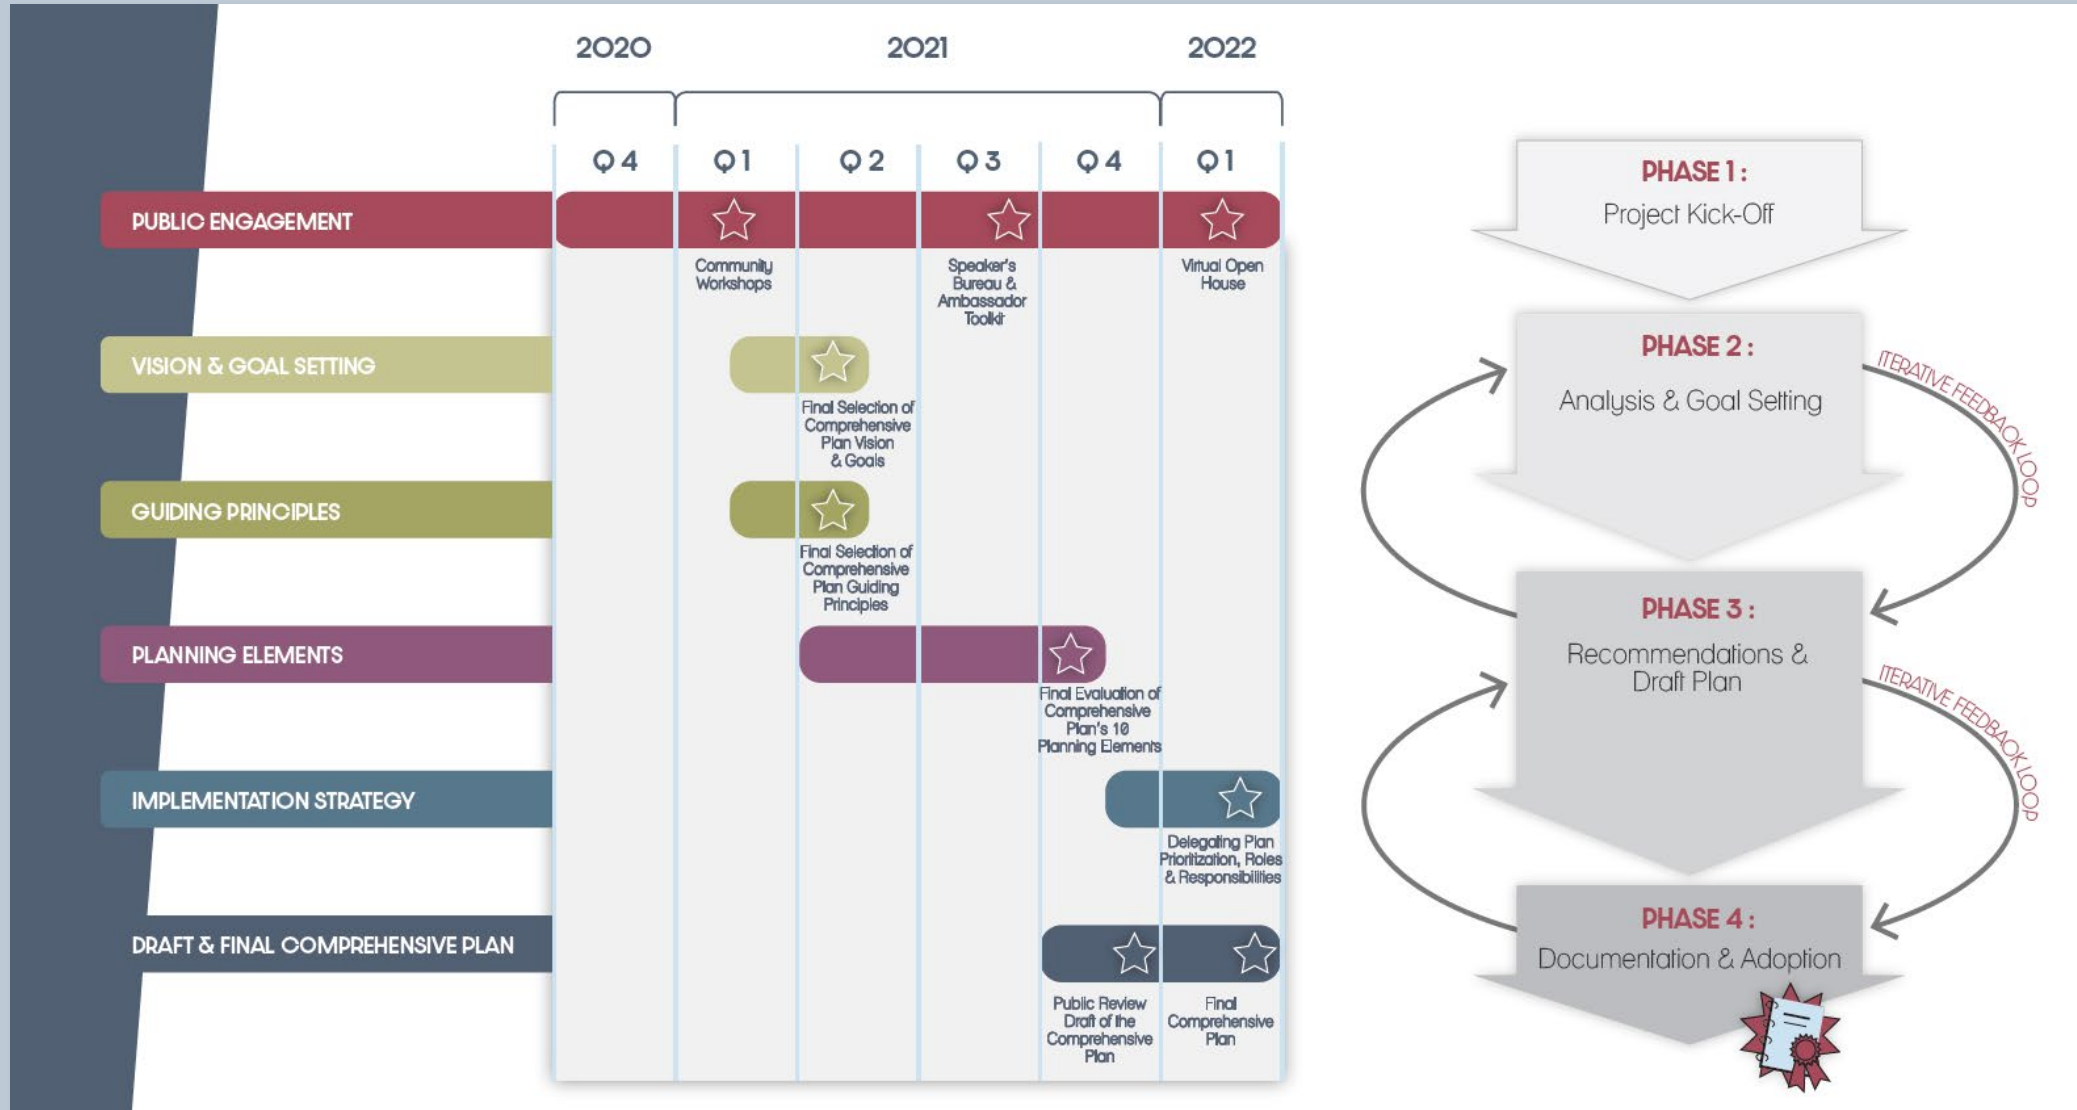 2020
2021
2022
Q4
Q1
Q2
Q3
Q4
Q1
PUBLIC ENGAGEMENT
Community
Workshops
Speaker's
Bureau &
Ambassador
Toolkit
Virtual Open
House
VISION & GOAL SETTING
Final Selection of
Comprehensive
Plan Vision
& Goals
GUIDING PRINCIPLES
Final Selection of
Comprehensive
Plan Guiding
Principles
PLANNING ELEMENTS
Final Evaluation of
Comprehensive
Plan's 10
Planning Elements
IMPLEMENTATION STRATEGY
Delegating Plan
Prioritization, Roles
& Responsibilities
DRAFT & FINAL COMPREHENSIVE PLAN
Public Review
Draft of the
Comprehensive
Plan
Final
Comprehensive
Plan
PHASE 1:
Project Kick-Off
PHASE 2:
Analysis & Goal Setting
ITERATIVE FEEDBACK LOOP
PHASE 3:
Recommendations &
Draft Plan
ITERATIVE FEEDBACK LOOP
PHASE 4:
Documentation & Adoption